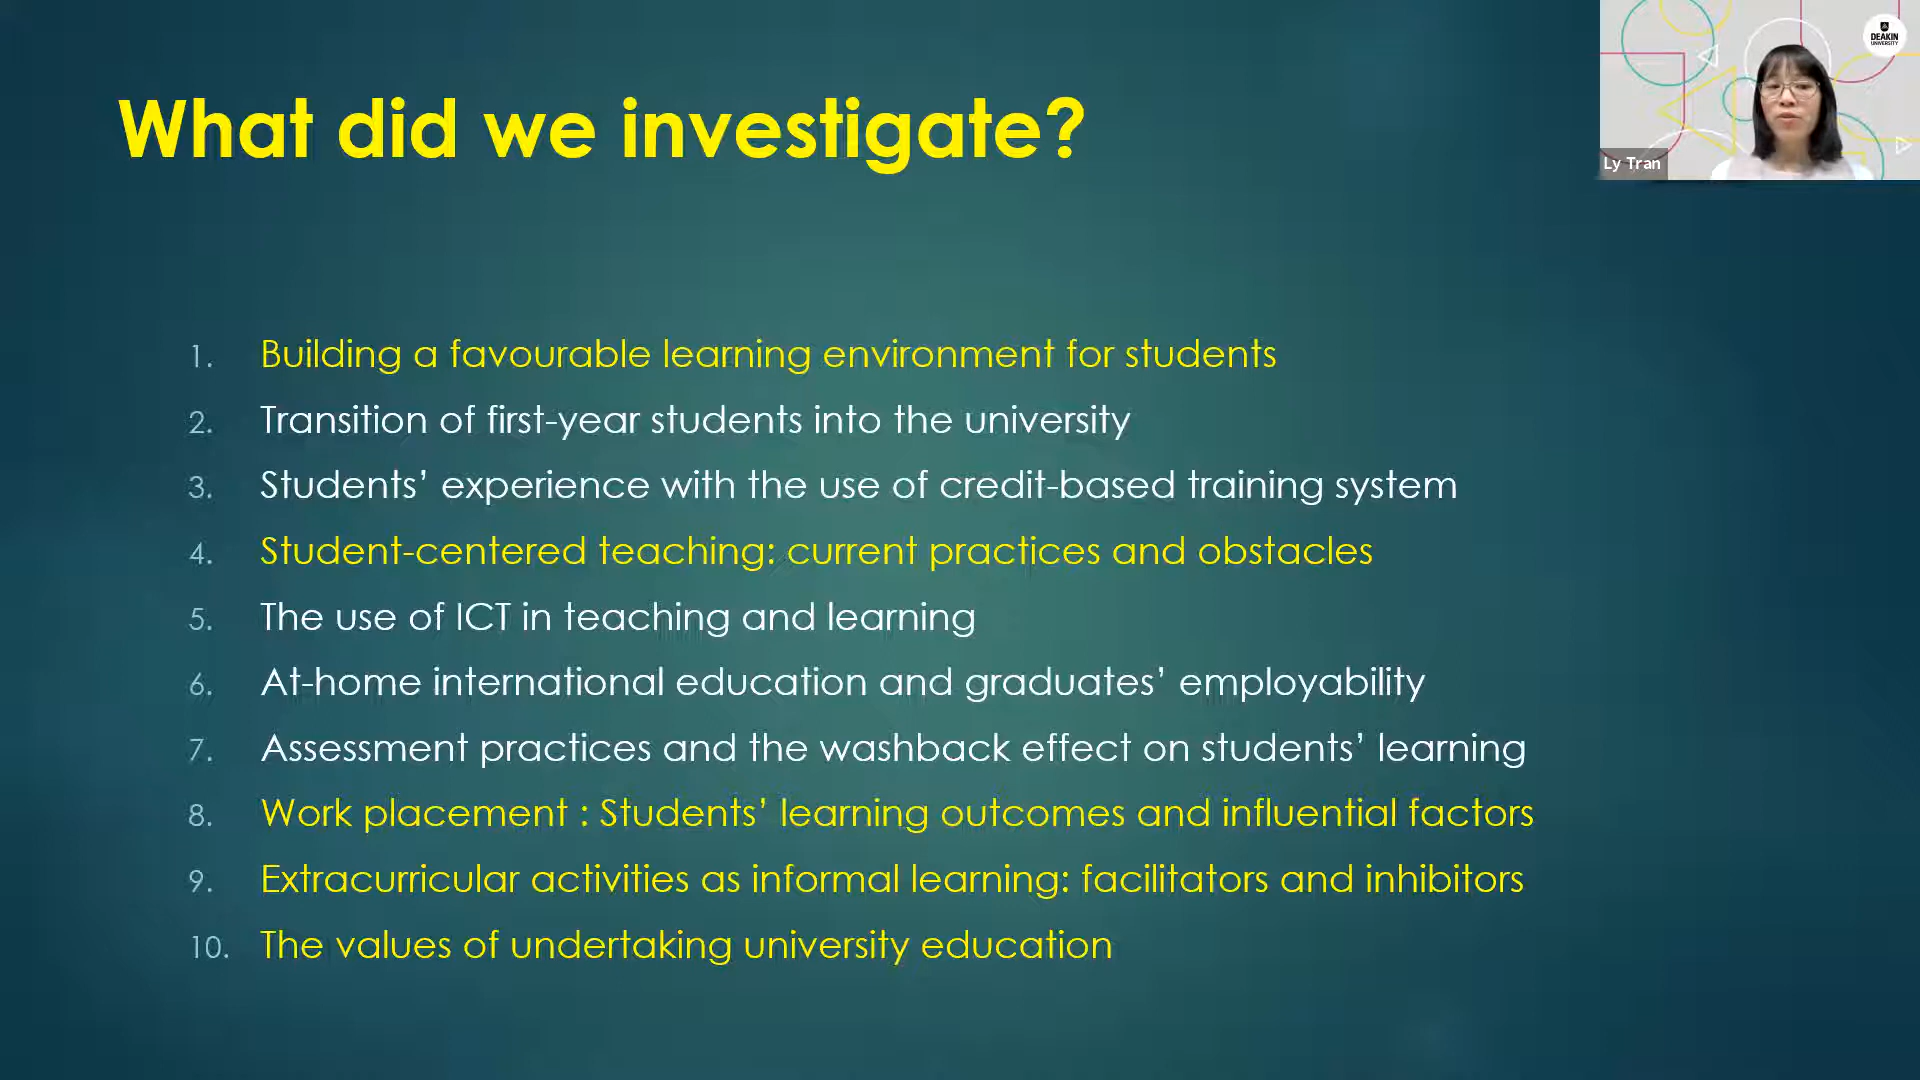 What did we investigate?
DEAKIN
UNIVERSITY
Ly Tran
1. Building a favourable learning environment for students
2. Transition of first-year students into the university
3. Students’ experience with the use of credit-based training system
4. Student-centered teaching: current practices and obstacles
5. The use of ICT in teaching and learning
6. At-home international education and graduates’ employability
7. Assessment practices and the washback effect on students’ learning
8. Work placement : Students’ learning outcomes and influential factors
9. Extracurricular activities as informal learning: facilitators and inhibitors
10. The values of undertaking university education